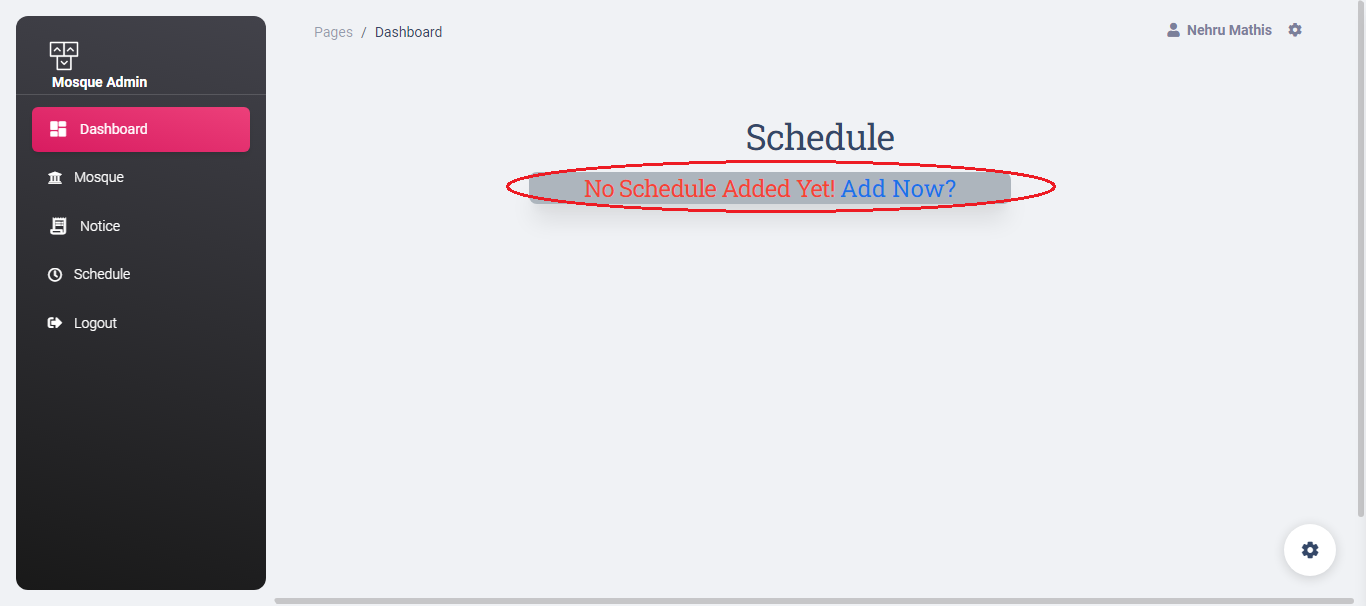 Mosque Admin
Dashboard
Mosque
Notice
Schedule
Logout
Pages / Dashboard
Nehru Mathis
Schedule
No Schedule Added Yet! Add Now?